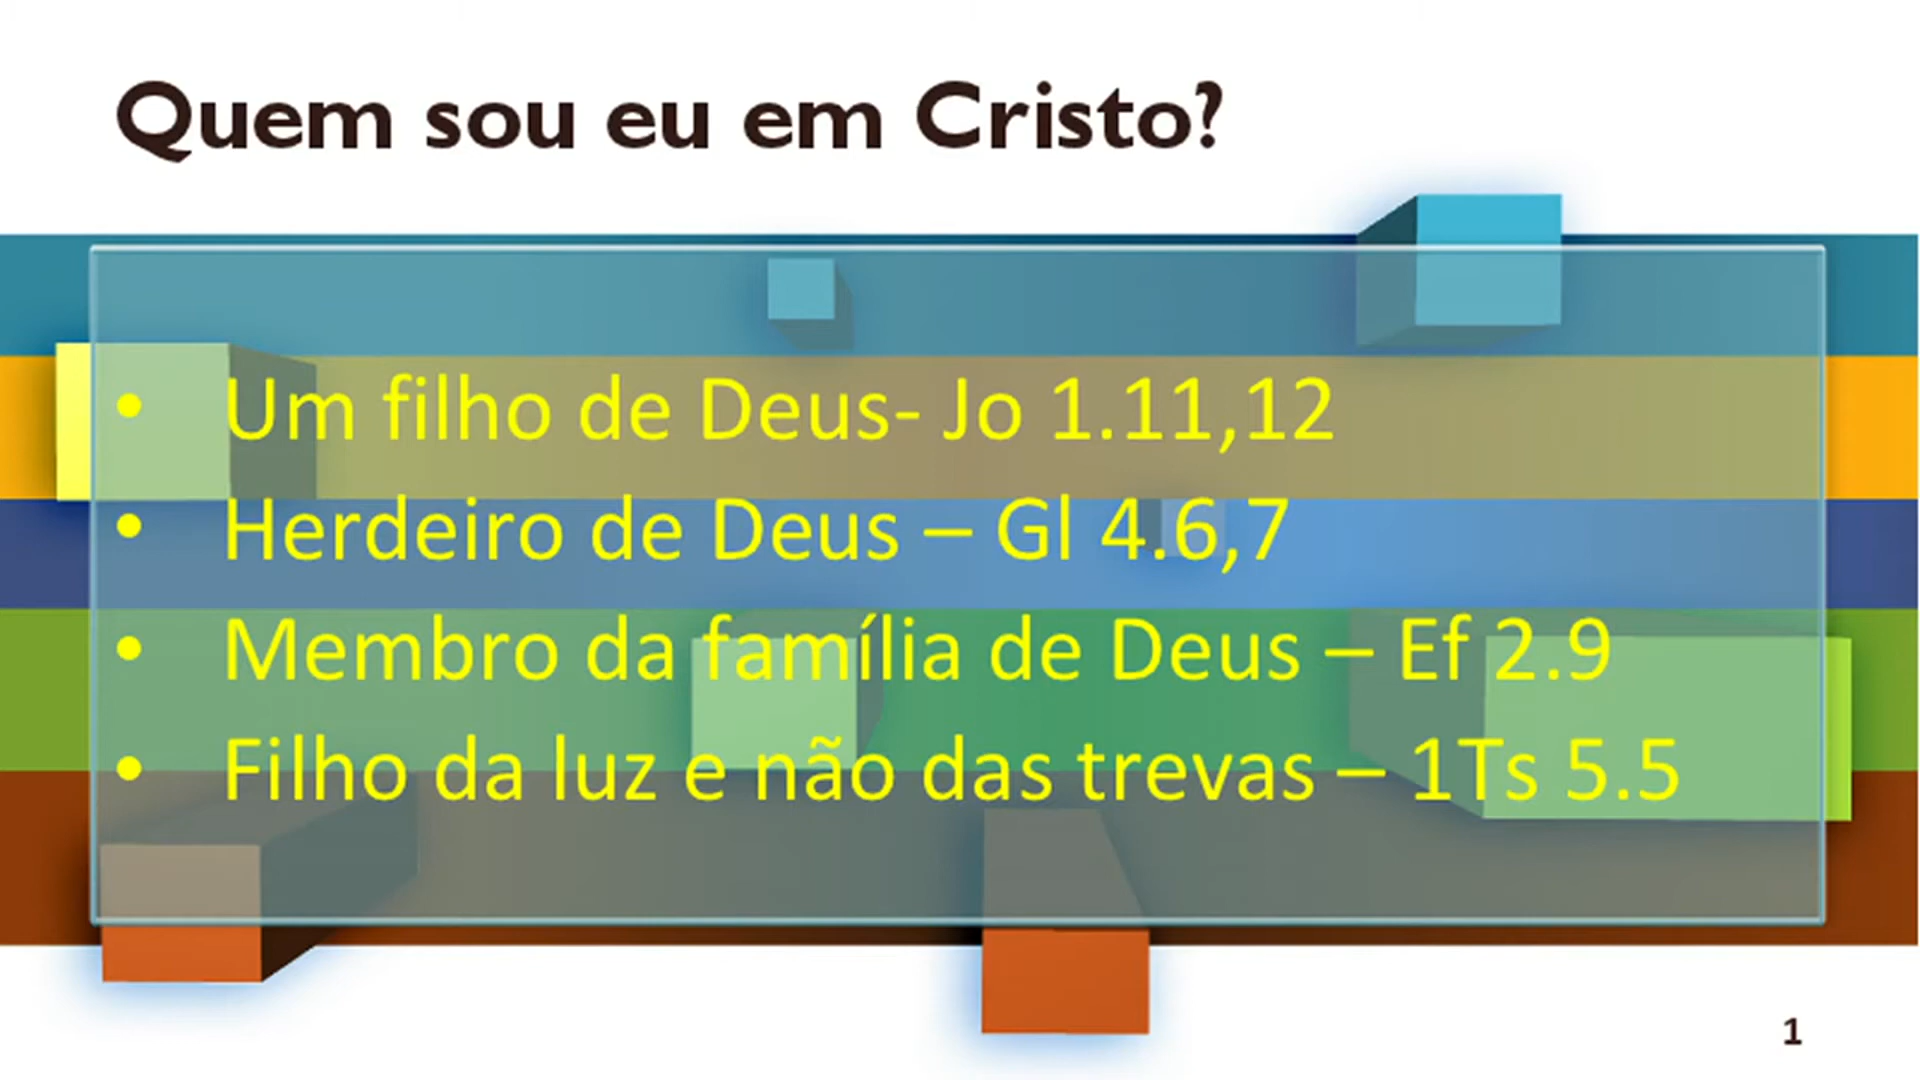 Quem sou eu em Cristo?
• Um filho de Deus- Jo 1.11,12
• Herdeiro de Deus – Gl 4.6,7
• Membro da família de Deus – Ef 2.9
• Filho da luz e não das trevas – 1Ts 5.5
1